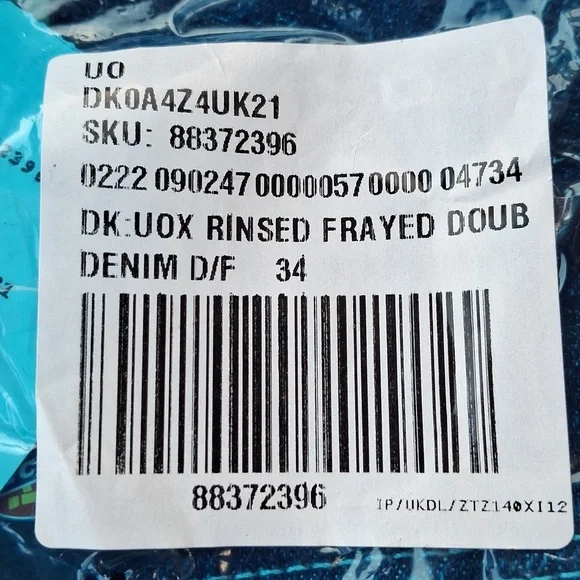 UO
DK0A4Z4UK21
SKU: 88372396
0222 090247 00000570000 04734
DK:UOX RINSED FRAYED DOUB
DENIM D/F 34
88372396
IP/UKDL/ZTZ140XI12